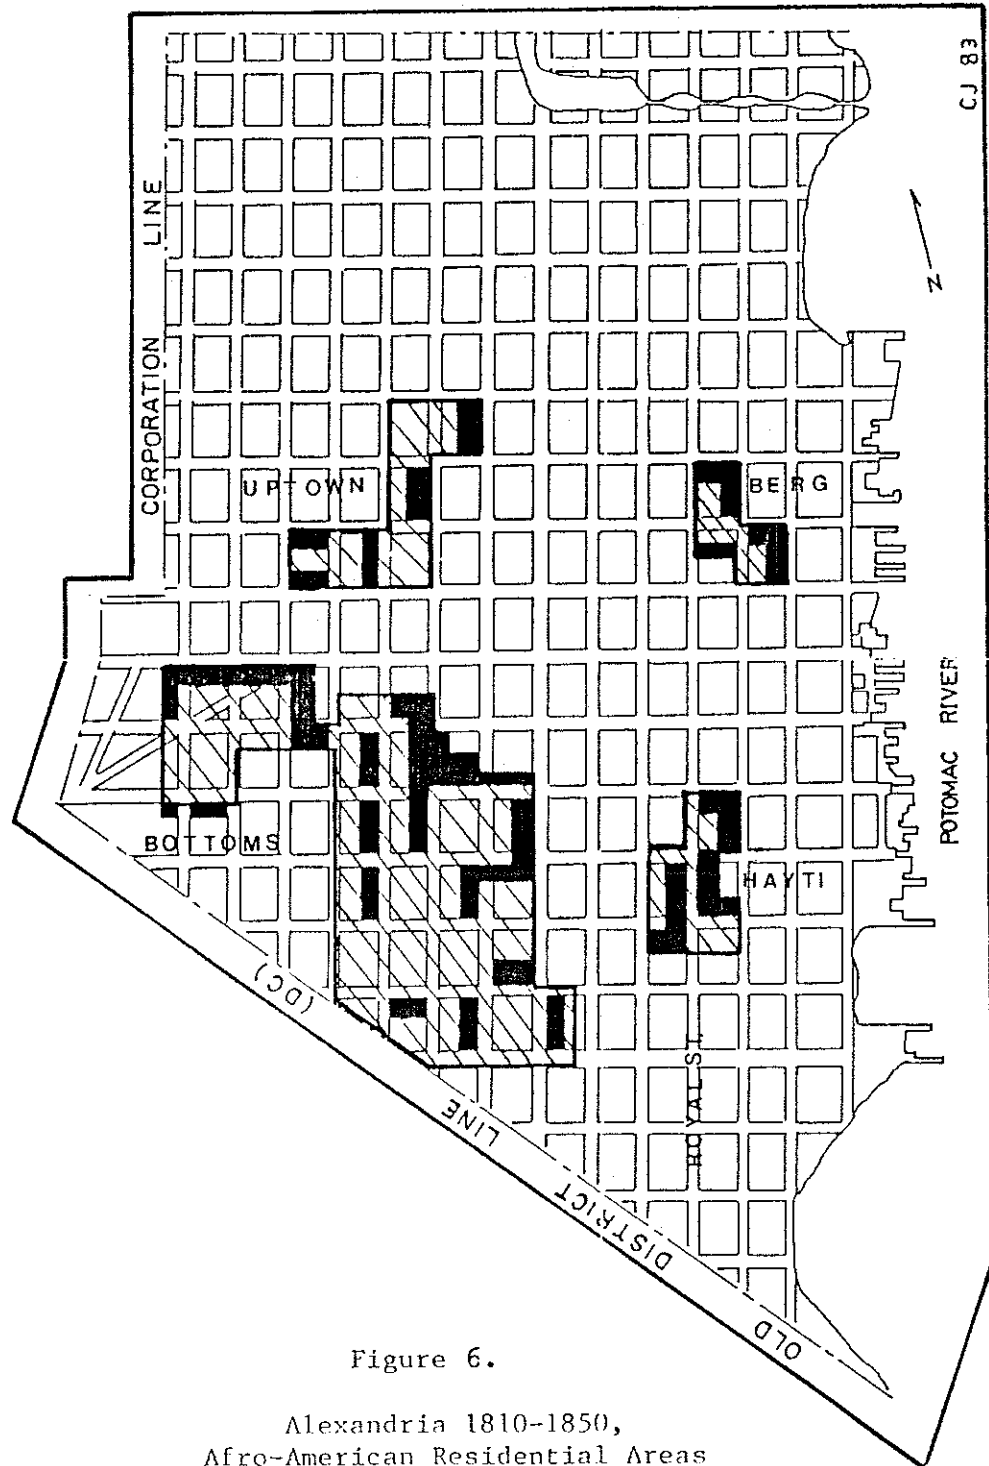 CJ 83
CORPORATION LINE
N
UPTOWN
BERG
POTOMAC RIVER
BOTTOMS
HAYTI
(DC)
ROYAL ST.
OLD DISTRICT LINE
Figure 6.
Alexandria 1810-1850,
Afro-American Residential Areas